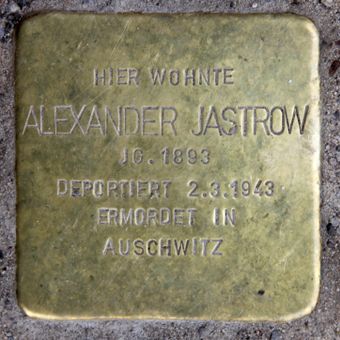 HIER WOHNTE
ALEXANDER JASTROW
JG. 1893
DEPORTIERT 2.3.1943
ERMORDET IN
AUSCHWITZ